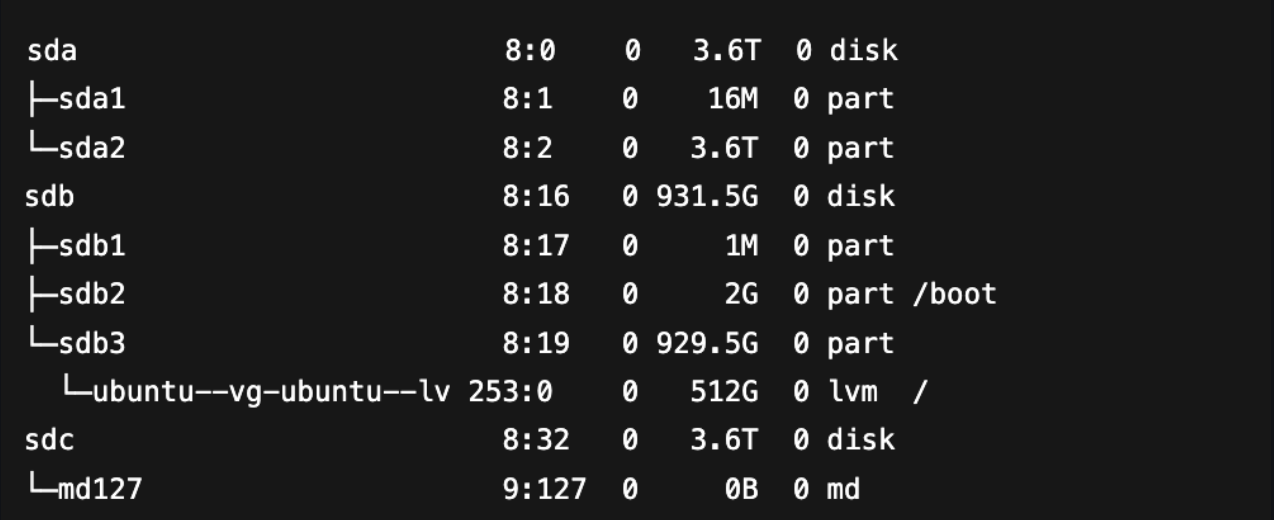 sda                            8:0    0   3.6T  0 disk
├─sda1                         8:1    0    16M  0 part
└─sda2                         8:2    0   3.6T  0 part
sdb                            8:16   0 931.5G  0 disk
├─sdb1                         8:17   0     1M  0 part
├─sdb2                         8:18   0     2G  0 part /boot
└─sdb3                         8:19   0 929.5G  0 part
  └─ubuntu--vg-ubuntu--lv 253:0    0   512G  0 lvm  /
sdc                            8:32   0   3.6T  0 disk
└─md127                        9:127  0     0B  0 md